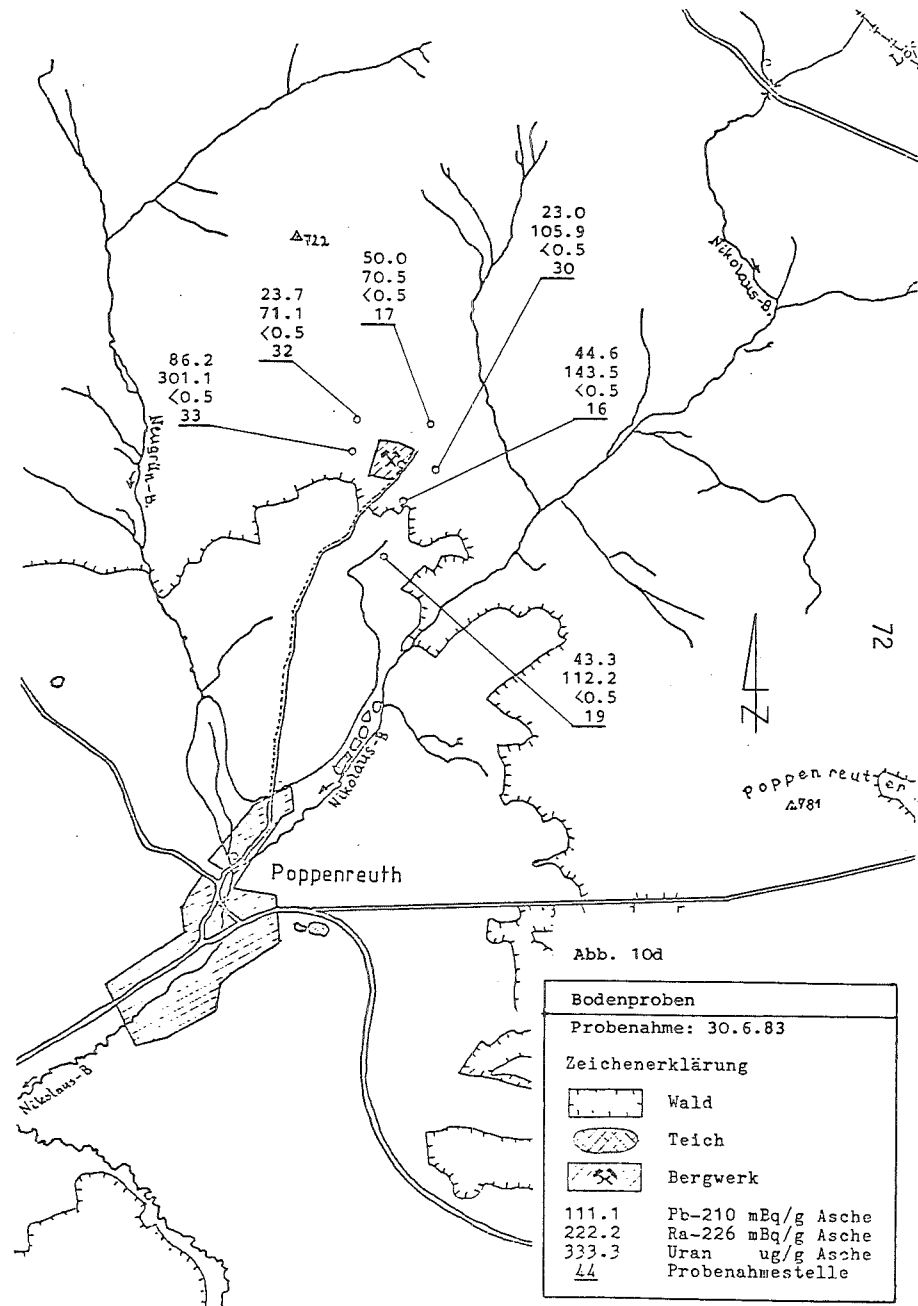 △722
23.0
105.9
<0.5
30
Nikolaus-B.
50.0
70.5
<0.5
17
23.7
71.1
<0.5
32
86.2
301.1
<0.5
33
44.6
143.5
<0.5
16
Neugrün-B.
43.3
112.2
<0.5
19
N
72
Nikolaus-B
Poppenreuter
△781
Poppenreuth
Nikolaus-B
Abb. 10d
Bodenproben
Probenahme: 30.6.83
Zeichenerklärung
Wald
Teich
Bergwerk
111.1 Pb-210 mBq/g Asche
222.2 Ra-226 mBq/g Asche
333.3 Uran ug/g Asche
44 Probenahmestelle